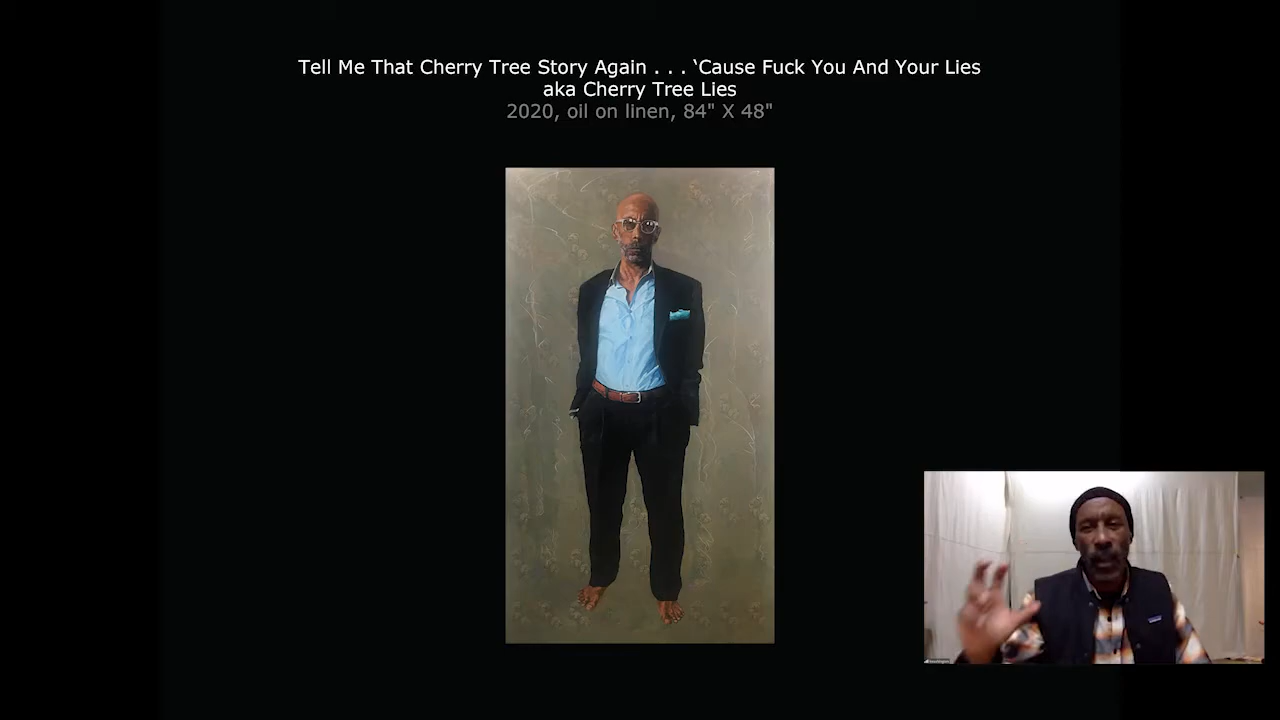 Tell Me That Cherry Tree Story Again . . . ‘Cause Fuck You And Your Lies
aka Cherry Tree Lies
2020, oil on linen, 84" X 48"